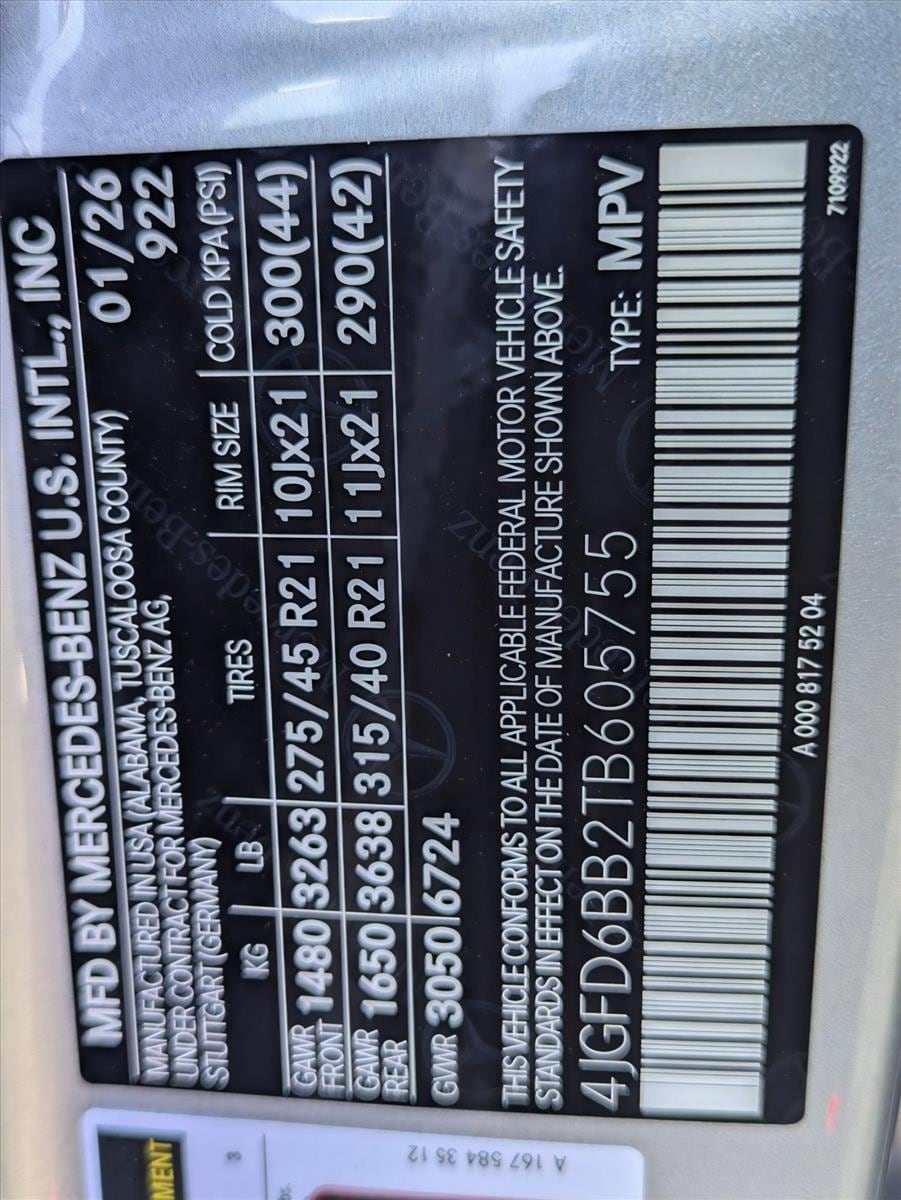 MFD BY MERCEDES-BENZ U.S. INTL., INC
MANUFACTURED IN USA (ALABAMA, TUSCALOOSA COUNTY) 01/26
UNDER CONTRACT FOR MERCEDES-BENZ AG, 922
STUTTGART (GERMANY)
KG LB TIRES RIM SIZE COLD KPA(PSI)
GAWR FRONT 1480 3263 275/45 R21 10Jx21 300(44)
GAWR REAR 1650 3638 315/40 R21 11Jx21 290(42)
GVWR 3050 6724
THIS VEHICLE CONFORMS TO ALL APPLICABLE FEDERAL MOTOR VEHICLE SAFETY
STANDARDS IN EFFECT ON THE DATE OF MANUFACTURE SHOWN ABOVE.
4JGFD6BB2TB605755 TYPE: MPV
A 000 817 52 04
7109922
A 167 584 35 12